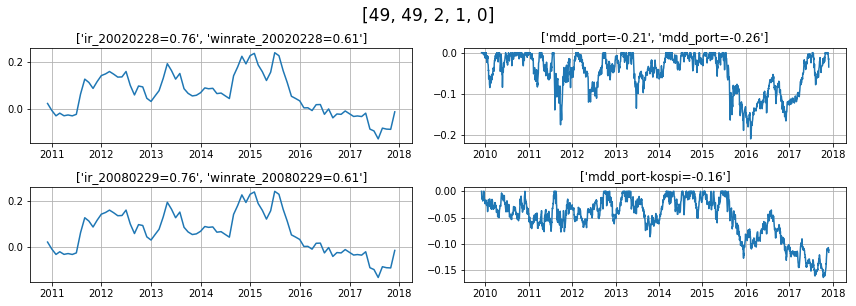 [49, 49, 2, 1, 0]
['ir_20020228=0.76', 'winrate_20020228=0.61']
0.2
0.0
2011 2012 2013 2014 2015 2016 2017 2018
['mdd_port=-0.21', 'mdd_port=-0.26']
0.0
−0.1
−0.2
2010 2011 2012 2013 2014 2015 2016 2017 2018
['ir_20080229=0.76', 'winrate_20080229=0.61']
0.2
0.0
2011 2012 2013 2014 2015 2016 2017 2018
['mdd_port-kospi=-0.16']
0.00
−0.05
−0.10
−0.15
2010 2011 2012 2013 2014 2015 2016 2017 2018